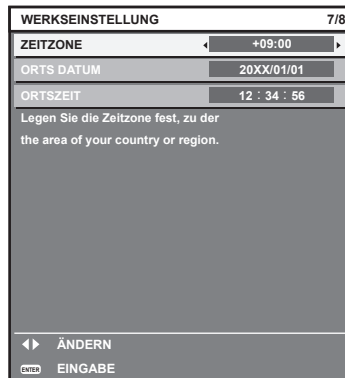 WERKSEINSTELLUNG 7/8
ZEITZONE +09:00
ORTS DATUM 20XX/01/01
ORTSZEIT 12 : 34 : 56
Legen Sie die Zeitzone fest, zu der
the area of your country or region.
ÄNDERN
ENTER EINGABE